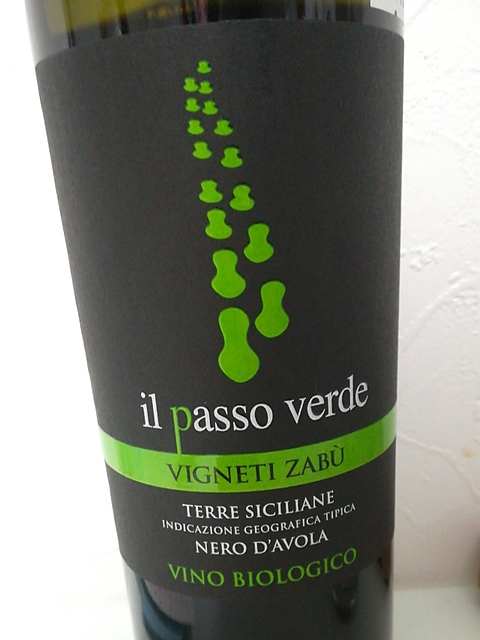 il passo verde
VIGNETI ZABÙ
TERRE SICILIANE
INDICAZIONE GEOGRAFICA TIPICA
NERO D'AVOLA
VINO BIOLOGICO